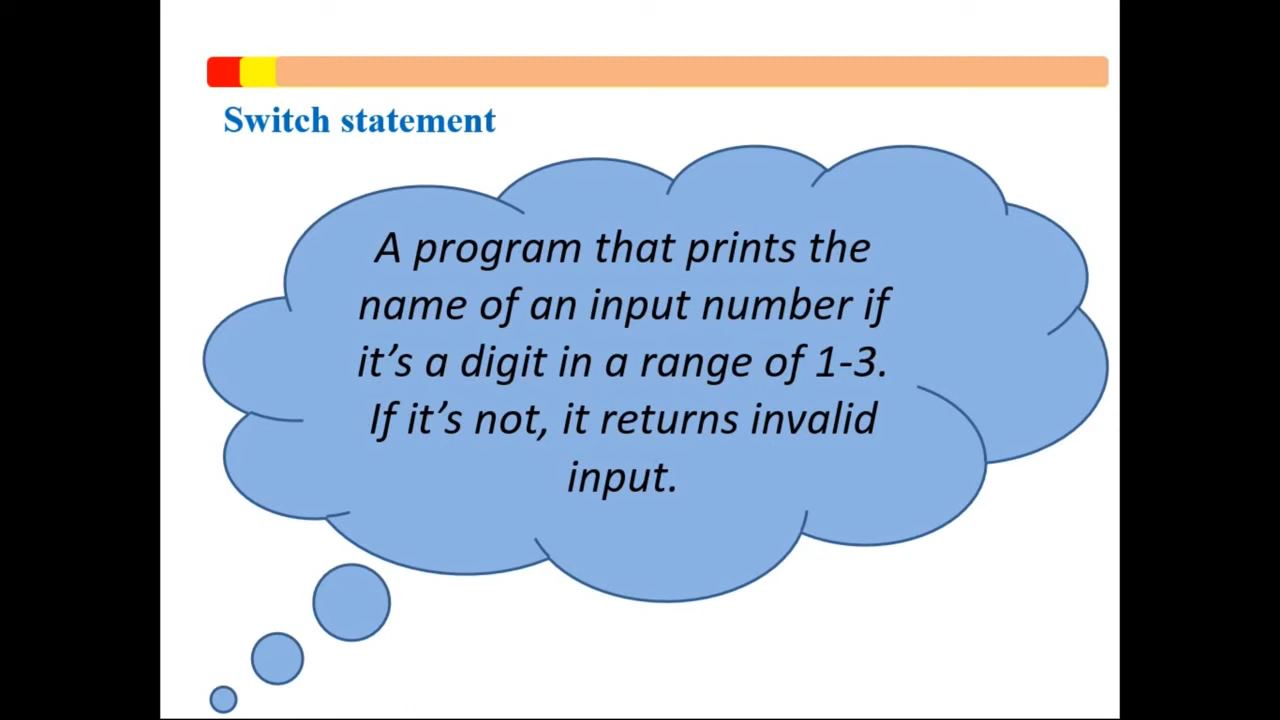 Switch statement
A program that prints the
name of an input number if
it’s a digit in a range of 1-3.
If it’s not, it returns invalid
input.